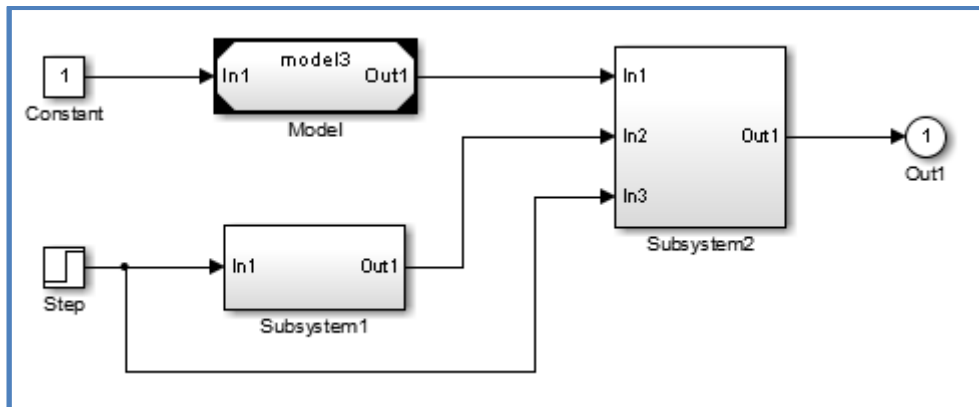 1
Constant
model3
In1
Out1
Model
In1
In2
In3
Out1
Subsystem2
1
Out1
Step
In1
Out1
Subsystem1